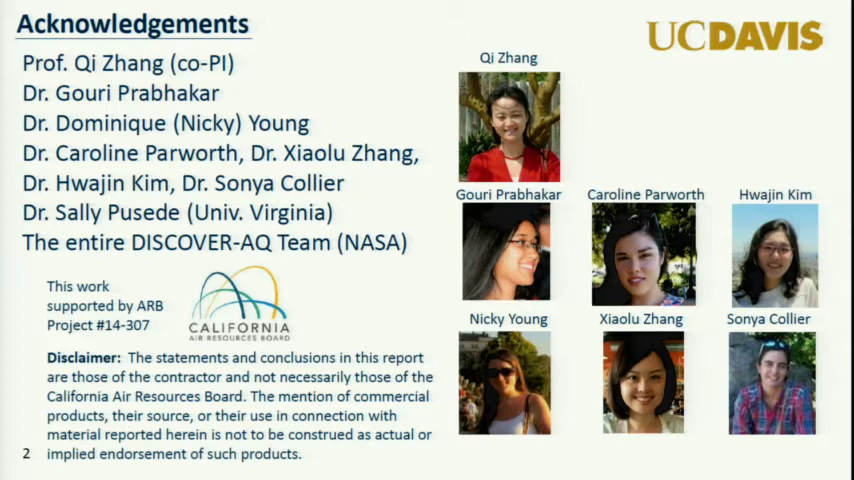 Acknowledgements
UCDAVIS
Prof. Qi Zhang (co-PI)
Dr. Gouri Prabhakar
Dr. Dominique (Nicky) Young
Dr. Caroline Parworth, Dr. Xiaolu Zhang,
Dr. Hwajin Kim, Dr. Sonya Collier
Dr. Sally Pusede (Univ. Virginia)
The entire DISCOVER-AQ Team (NASA)
This work
supported by ARB
Project #14-307
CALIFORNIA
AIR RESOURCES BOARD
Disclaimer: The statements and conclusions in this report
are those of the contractor and not necessarily those of the
California Air Resources Board. The mention of commercial
products, their source, or their use in connection with
material reported herein is not to be construed as actual or
implied endorsement of such products.
2
Qi Zhang
Gouri Prabhakar
Caroline Parworth
Hwajin Kim
Nicky Young
Xiaolu Zhang
Sonya Collier